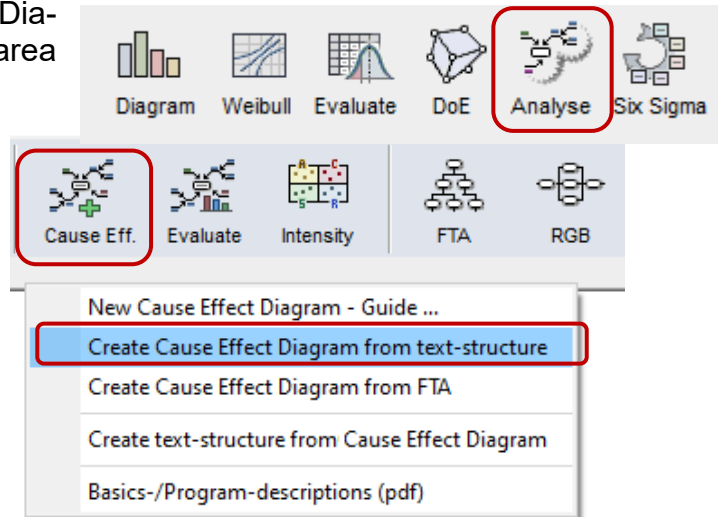 Dia-
area
Diagram Weibull Evaluate DoE Analyse Six Sigma
A C
S R
Cause Eff. Evaluate Intensity FTA RGB
New Cause Effect Diagram - Guide ...
Create Cause Effect Diagram from text-structure
Create Cause Effect Diagram from FTA
Create text-structure from Cause Effect Diagram
Basics-/Program-descriptions (pdf)